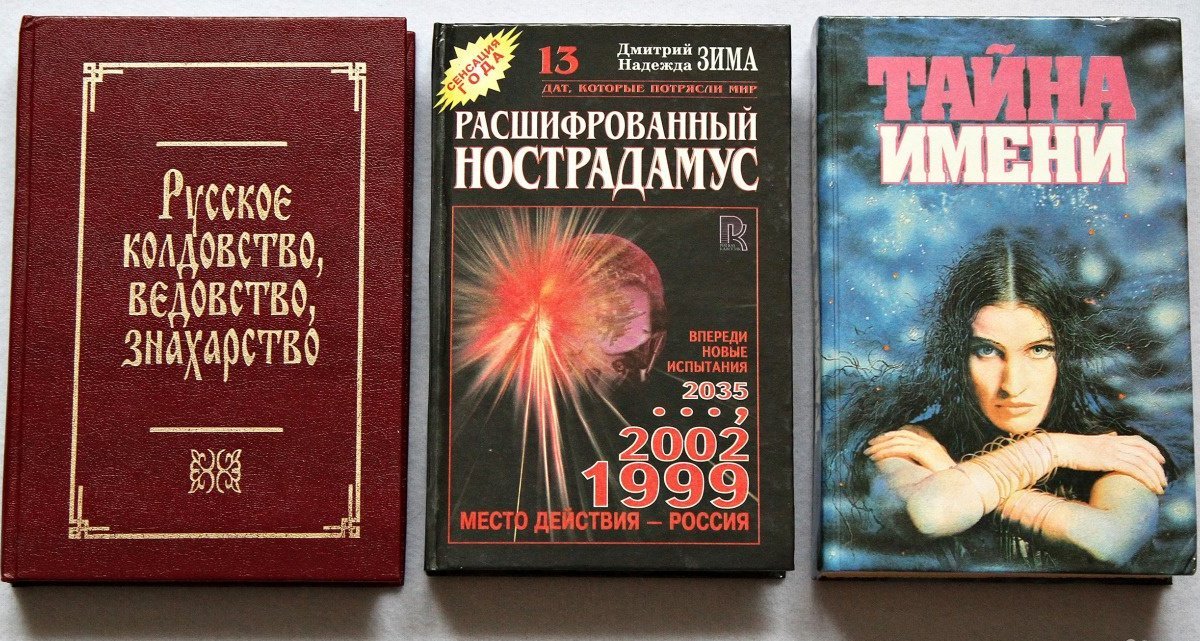 Русское
колдовство,
ведовство,
знахарство
СЕНСАЦИЯ
ГОДА
13
Дмитрий
Надежда ЗИМА
ДАТ, КОТОРЫЕ ПОТРЯСЛИ МИР
РАСШИФРОВАННЫЙ
НОСТРАДАМУС
ВПЕРЕДИ
НОВЫЕ
ИСПЫТАНИЯ
2035
...,
2002
1999
МЕСТО ДЕЙСТВИЯ — РОССИЯ
ТАЙНА
ИМЕНИ